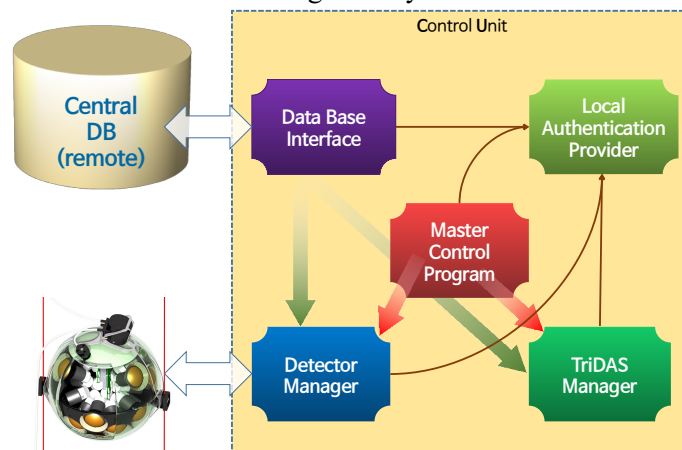 Control Unit
Central
DB
(remote)
Data Base
Interface
Local
Authentication
Provider
Master
Control
Program
Detector
Manager
TriDAS
Manager